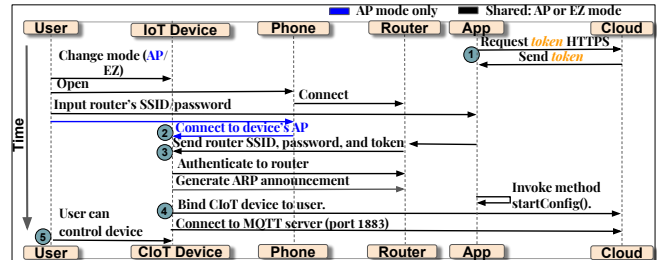 AP mode only
Shared: AP or EZ mode
User
IoT Device
Phone
Router
App
Cloud
Request token HTTPS
1
Change mode (AP/
EZ)
Send token
Open
Connect
Input router's SSID/password
Time
2
Connect to device's AP
3
Send router SSID, password, and token
Authenticate to router
Generate ARP announcement
Invoke method
startConfig().
4
Bind CIoT device to user.
User can
control device
Connect to MQTT server (port 1883)
5
User
CIoT Device
Phone
Router
App
Cloud